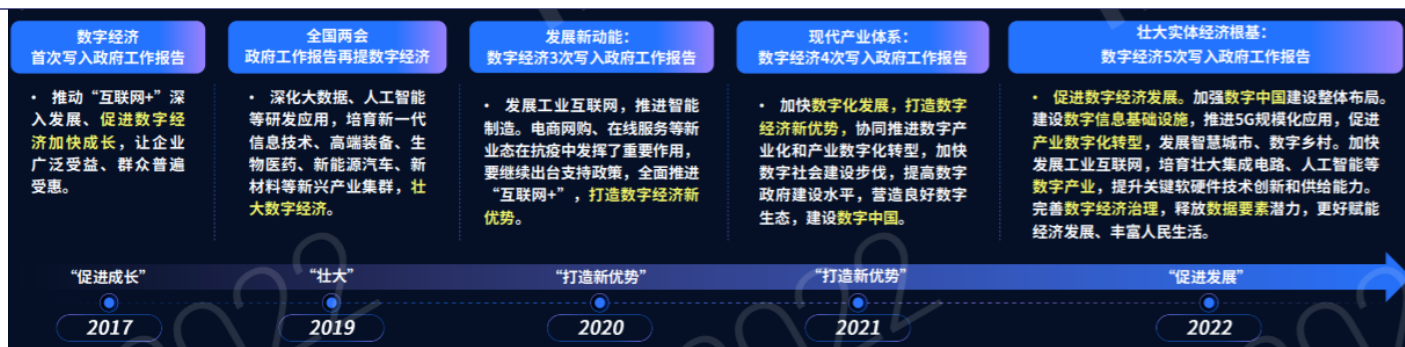 数字经济
首次写入政府工作报告
• 推动“互联网+”深
入发展、促进数字经
济加快成长，让企业
广泛受益、群众普遍
受惠。
全国两会
政府工作报告再提数字经济
• 深化大数据、人工智能
等研发应用，培育新一代
信息技术、高端装备、生
物医药、新能源汽车、新
材料等新兴产业集群，壮
大数字经济。
发展新动能：
数字经济3次写入政府工作报告
• 发展工业互联网，推进智能
制造。电商网购、在线服务等新
业态在抗疫中发挥了重要作用，
要继续出台支持政策，全面推进
“互联网+”，打造数字经济新
优势。
现代产业体系：
数字经济4次写入政府工作报告
• 加快数字化发展，打造数字
经济新优势，协同推进数字产
业化和产业数字化转型，加快
数字社会建设步伐，提高数字
政府建设水平，营造良好数字
生态，建设数字中国。
壮大实体经济根基：
数字经济5次写入政府工作报告
• 促进数字经济发展。加强数字中国建设整体布局。
建设数字信息基础设施，推进5G规模化应用，促进
产业数字化转型，发展智慧城市、数字乡村。加快
发展工业互联网，培育壮大集成电路、人工智能等
数字产业，提升关键软硬件技术创新和供给能力。
完善数字经济治理，释放数据要素潜力，更好赋能
经济发展、丰富人民生活。
“促进成长”
“壮大”
“打造新优势”
“打造新优势”
“促进发展”
2017
2019
2020
2021
2022